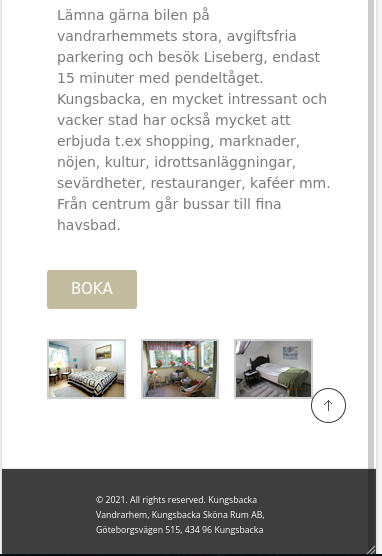 Lämna gärna bilen på
vandrarhemmets stora, avgiftsfria
parkering och besök Liseberg, endast
15 minuter med pendeltåget.
Kungsbacka, en mycket intressant och
vacker stad har också mycket att
erbjuda t.ex shopping, marknader,
nöjen, kultur, idrottsanläggningar,
sevärdheter, restauranger, kaféer mm.
Från centrum går bussar till fina
havsbad.
BOKA
© 2021. All rights reserved. Kungsbacka
Vandrarhem, Kungsbacka Sköna Rum AB,
Göteborgsvägen 515, 434 96 Kungsbacka